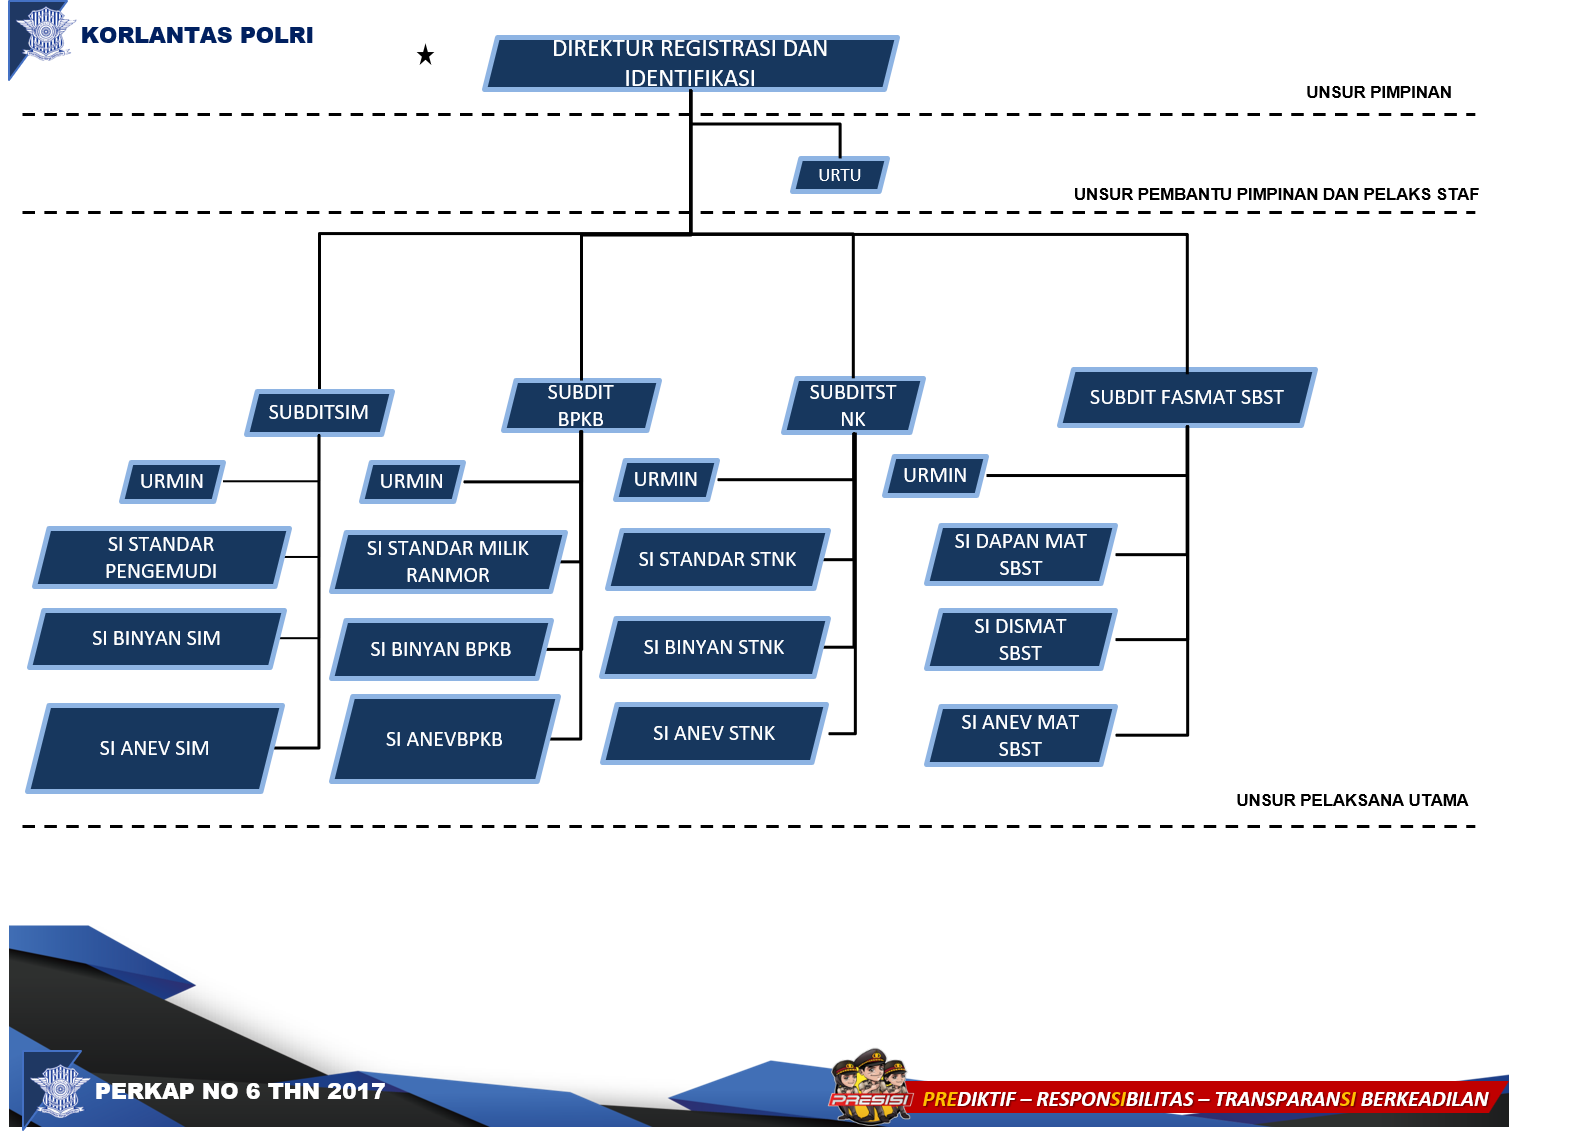 KORLANTAS POLRI
DIREKTUR REGISTRASI DAN
IDENTIFIKASI
UNSUR PIMPINAN
URTU
UNSUR PEMBANTU PIMPINAN DAN PELAKS STAF
SUBDITSIM
SUBDIT
BPKB
SUBDITST
NK
SUBDIT FASMAT SBST
URMIN
URMIN
URMIN
URMIN
SI STANDAR
PENGEMUDI
SI STANDAR MILIK
RANMOR
SI STANDAR STNK
SI DAPAN MAT
SBST
SI BINYAN SIM
SI BINYAN BPKB
SI BINYAN STNK
SI DISMAT
SBST
SI ANEV SIM
SI ANEVBPKB
SI ANEV STNK
SI ANEV MAT
SBST
UNSUR PELAKSANA UTAMA
PERKAP NO 6 THN 2017
PRESISI
PREDIKTIF – RESPONSIBILITAS – TRANSPARANSI BERKEADILAN